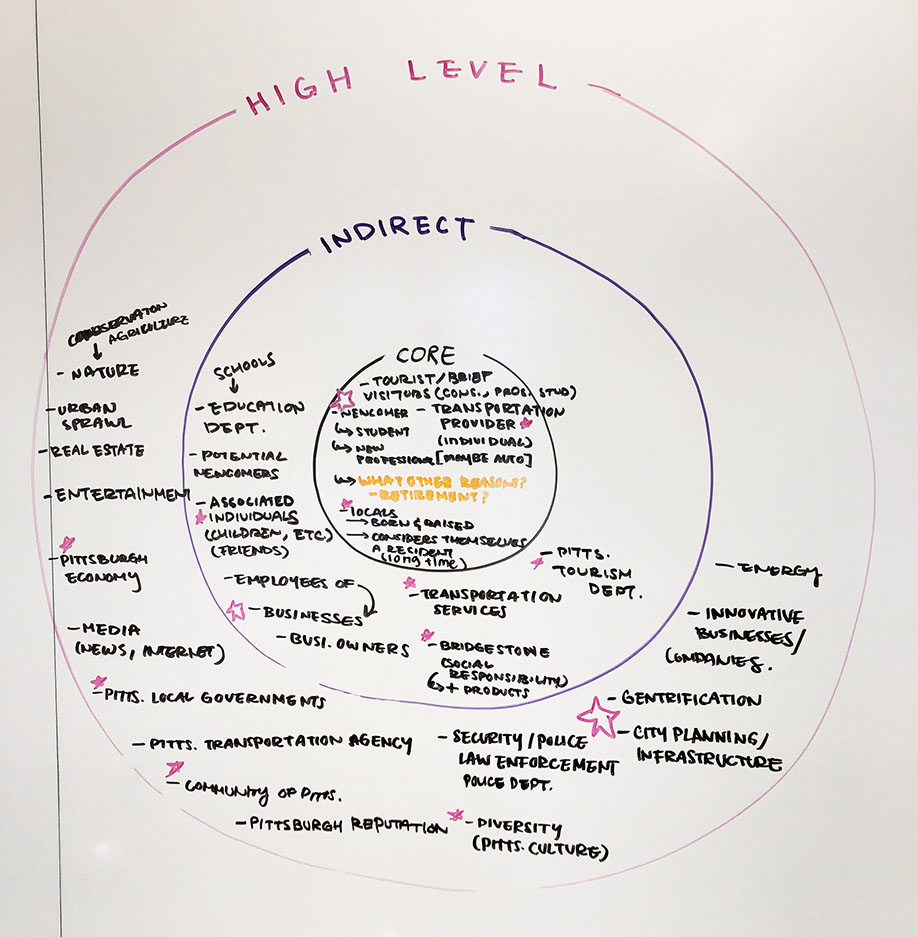 HIGH LEVEL
INDIRECT
CORE
- TOURIST/BRIEF
VISITORS (CONS., PROS. STUD)
- NEWCOMER
↳ STUDENT
↳ NEW
PROFESSIONAL
- TRANSPORTATION
PROVIDER
(INDIVIDUAL)
[MAYBE AUTO]
↳ WHAT OTHER REASONS?
- RETIREMENT?
- LOCALS
→ BORN & RAISED
→ CONSIDERS THEMSELVES
A RESIDENT
(long time)
SCHOOLS
- EDUCATION
DEPT.
- POTENTIAL
NEWCOMERS
- ASSOCIATED
INDIVIDUALS
(CHILDREN, ETC)
(FRIENDS)
- EMPLOYEES OF
- BUSINESSES
- BUSI. OWNERS
- TRANSPORTATION
SERVICES
- BRIDGESTONE
(SOCIAL
RESPONSIBILITY)
↳ + PRODUCTS
- PITTS.
TOURISM
DEPT.
CONSERVATION
AGRICULTURE
- NATURE
- URBAN
SPRAWL
- REAL ESTATE
- ENTERTAINMENT
- PITTSBURGH
ECONOMY
- MEDIA
(NEWS, INTERNET)
- PITTS. LOCAL GOVERNMENTS
- PITTS. TRANSPORTATION AGENCY
- COMMUNITY OF PITTS.
- PITTSBURGH REPUTATION
- DIVERSITY
(PITTS. CULTURE)
- SECURITY/POLICE
LAW ENFORCEMENT
POLICE DEPT.
- GENTRIFICATION
- CITY PLANNING/
INFRASTRUCTURE
- ENERGY
- INNOVATIVE
BUSINESSES/
COMPANIES.